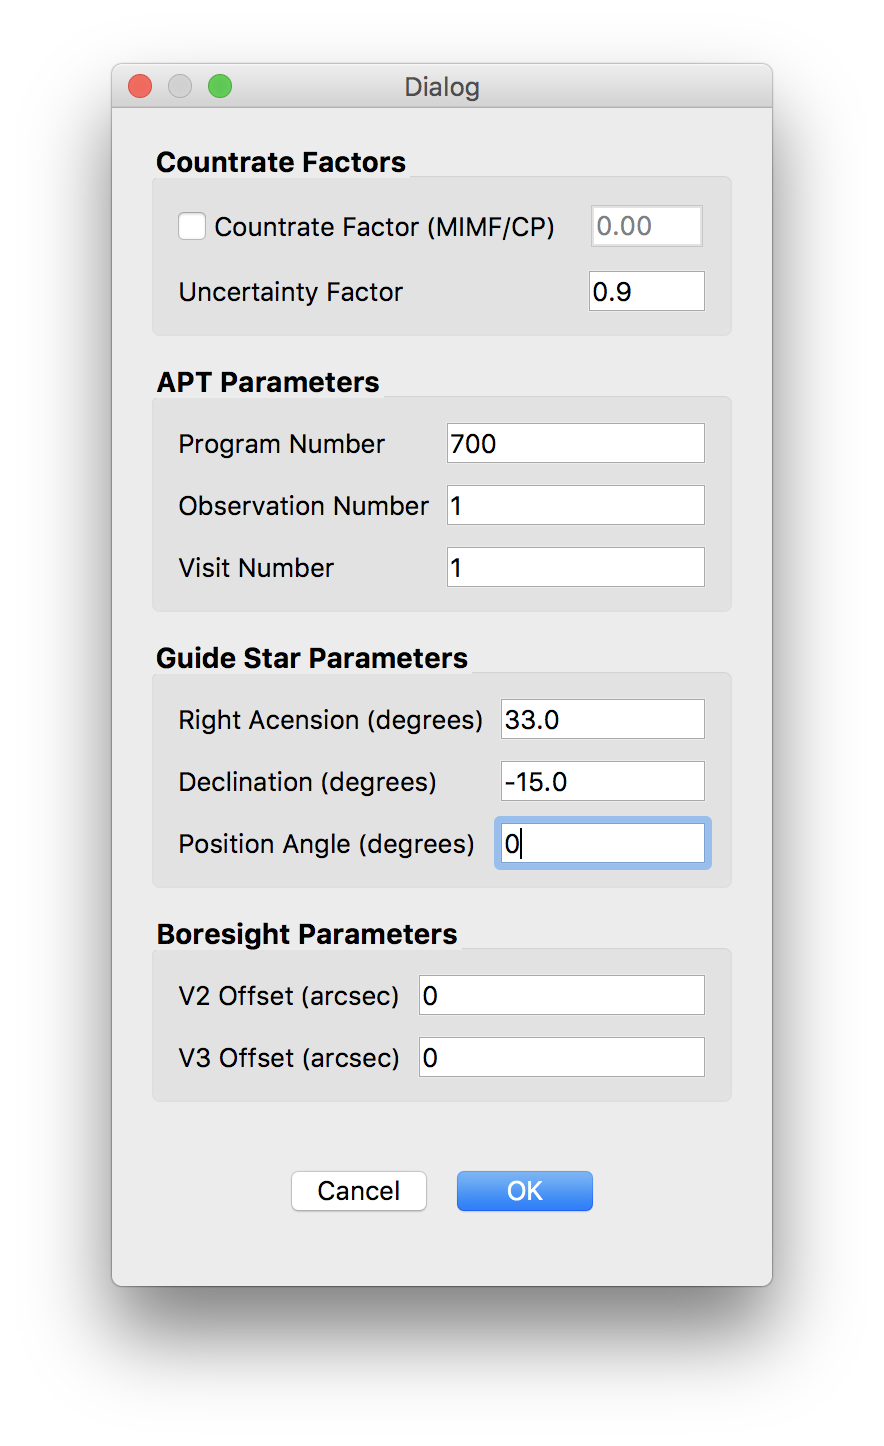 Dialog
Countrate Factors
Countrate Factor (MIMF/CP) 0.00
Uncertainty Factor 0.9
APT Parameters
Program Number 700
Observation Number 1
Visit Number 1
Guide Star Parameters
Right Acension (degrees) 33.0
Declination (degrees) -15.0
Position Angle (degrees) 0
Boresight Parameters
V2 Offset (arcsec) 0
V3 Offset (arcsec) 0
Cancel OK